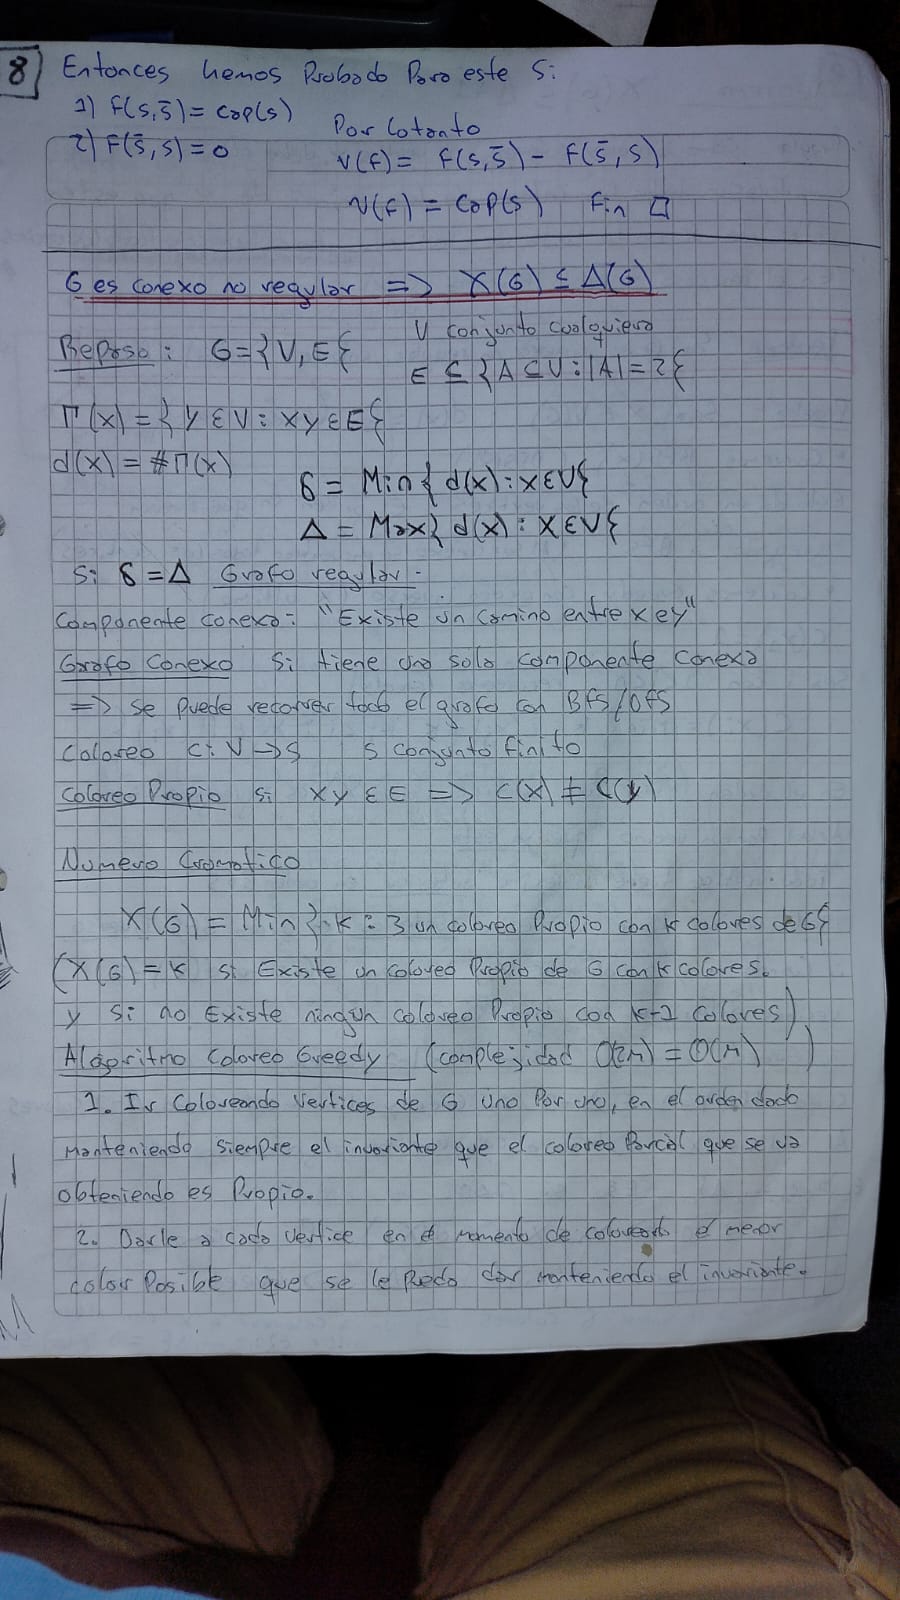 8 Entonces hemos Probado Para este S:
1) F(s,s̄) = Cap(s)
2) F(s̄,s) = 0
Por lo tanto
V(f) = f(s,s̄) - f(s̄,s)
V(f) = Cap(s) Fin □
G es conexo no regular => X(G) ≤ Δ(G)
Repaso: G={V,E}
V conjunto cualquiera
E ⊆ {A ⊆ V : |A| = 2}
Γ(x) = {y ε V : xy ε E}
d(x) = #Γ(x)
δ = Min{d(x) : x ε V}
Δ = Max{d(x) : x ε V}
Si δ = Δ Grafo regular.
Componente conexa: "Existe un camino entre x e y"
Grafo Conexo Si tiene una sola componente conexa
=> se puede recorrer todo el grafo con BFS/DFS
Coloreo C: V -> S S conjunto finito
Coloreo Propio Si xy ε E => C(x) ≠ C(y)
Numero Cromatico
X(G) = Min{k : ∃ un coloreo Propio con k colores de G}
(X(G) = k si Existe un coloreo Propio de G con k colores.
y Si no Existe ningun coloreo Propio con k-1 colores)
Algoritmo Coloreo Greedy (complejidad O(2m) = O(m) )
1. Ir Coloreando Vertices de G Uno Por Uno, en el orden dado
Manteniendo siempre el invariante que el coloreo Parcial que se va
obteniendo es Propio.
2. Darle a cada vertice en el momento de colorearlo el menor
color Posible que se le Pueda dar manteniendo el invariante.